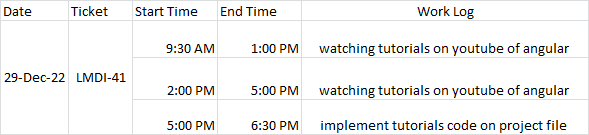 Date Ticket Start Time End Time Work Log
9:30 AM 1:00 PM watching tutorials on youtube of angular
29-Dec-22 LMDI-41
2:00 PM 5:00 PM watching tutorials on youtube of angular
5:00 PM 6:30 PM implement tutorials code on project file